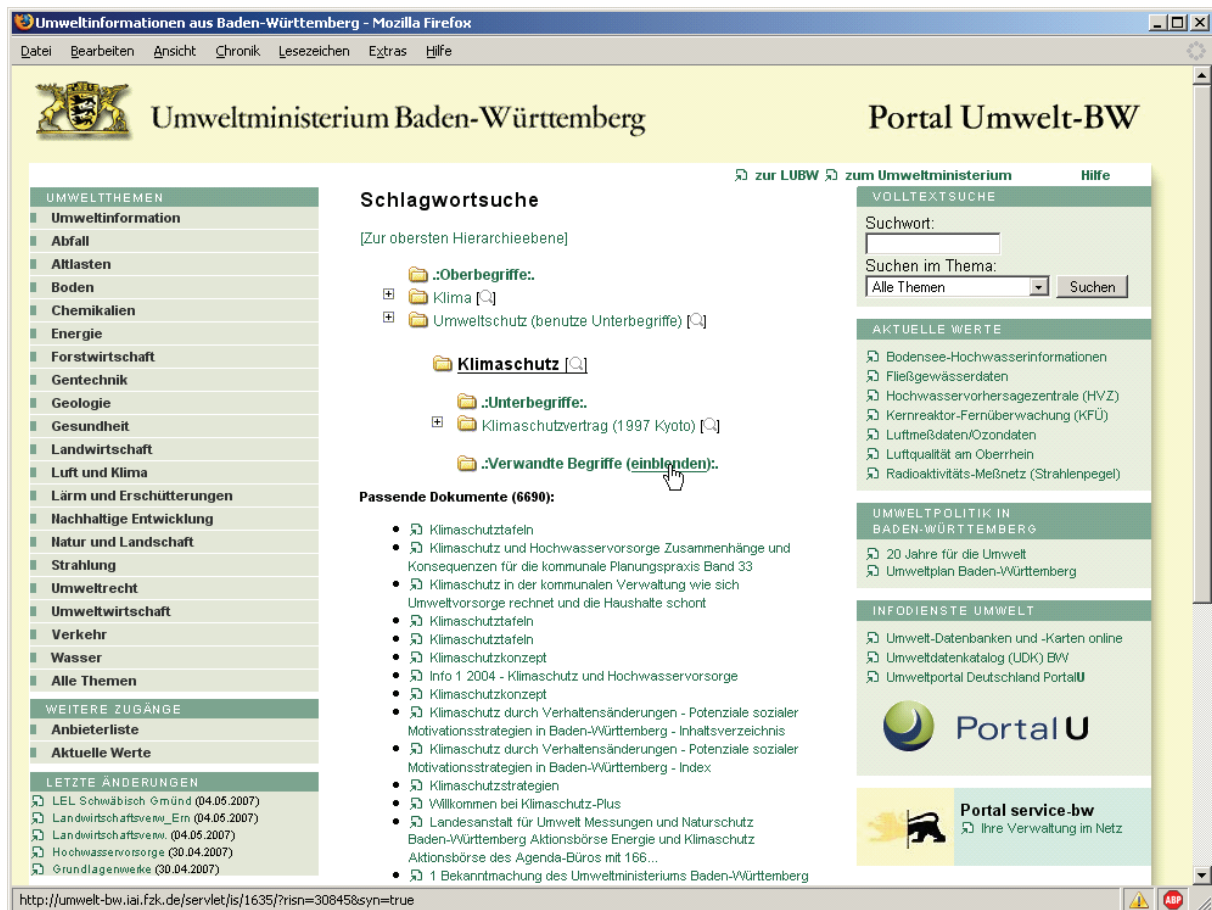 Umweltinformationen aus Baden-Württemberg - Mozilla Firefox
Datei Bearbeiten Ansicht Chronik Lesezeichen Extras Hilfe
Umweltministerium Baden-Württemberg
Portal Umwelt-BW
zur LUBW zum Umweltministerium Hilfe
UMWELTTHEMEN
Umweltinformation
Abfall
Altlasten
Boden
Chemikalien
Energie
Forstwirtschaft
Gentechnik
Geologie
Gesundheit
Landwirtschaft
Luft und Klima
Lärm und Erschütterungen
Nachhaltige Entwicklung
Natur und Landschaft
Strahlung
Umweltrecht
Umweltwirtschaft
Verkehr
Wasser
Alle Themen
WEITERE ZUGÄNGE
Anbieterliste
Aktuelle Werte
LETZTE ÄNDERUNGEN
LEL Schwäbisch Gmünd (04.05.2007)
Landwirtschaftsverw_Ern (04.05.2007)
Landwirtschaftsverw. (04.05.2007)
Hochwasservorsorge (30.04.2007)
Grundlagenwerke (30.04.2007)
Schlagwortsuche
[Zur obersten Hierarchieebene]
.:Oberbegriffe:.
Klima
Umweltschutz (benutze Unterbegriffe)
Klimaschutz
.:Unterbegriffe:.
Klimaschutzvertrag (1997 Kyoto)
.:Verwandte Begriffe (einblenden):.
Passende Dokumente (6690):
Klimaschutztafeln
Klimaschutz und Hochwasservorsorge Zusammenhänge und
Konsequenzen für die kommunale Planungspraxis Band 33
Klimaschutz in der kommunalen Verwaltung wie sich
Umweltvorsorge rechnet und die Haushalte schont
Klimaschutztafeln
Klimaschutztafeln
Klimaschutzkonzept
Info 1 2004 - Klimaschutz und Hochwasservorsorge
Klimaschutzkonzept
Klimaschutz durch Verhaltensänderungen - Potenziale sozialer
Motivationsstrategien in Baden-Württemberg - Inhaltsverzeichnis
Klimaschutz durch Verhaltensänderungen - Potenziale sozialer
Motivationsstrategien in Baden-Württemberg - Index
Klimaschutzstrategien
Willkommen bei Klimaschutz-Plus
Landesanstalt für Umwelt Messungen und Naturschutz
Baden-Württemberg Aktionsbörse Energie und Klimaschutz
Aktionsbörse des Agenda-Büros mit 166...
1 Bekanntmachung des Umweltministeriums Baden-Württemberg
VOLLTEXTSUCHE
Suchwort:
Suchen im Thema:
Alle Themen Suchen
AKTUELLE WERTE
Bodensee-Hochwasserinformationen
Fließgewässerdaten
Hochwasservorhersagezentrale (HVZ)
Kernreaktor-Fernüberwachung (KFÜ)
Luftmeßdaten/Ozondaten
Luftqualität am Oberrhein
Radioaktivitäts-Meßnetz (Strahlenpegel)
UMWELTPOLITIK IN
BADEN-WÜRTTEMBERG
20 Jahre für die Umwelt
Umweltplan Baden-Württemberg
INFODIENSTE UMWELT
Umwelt-Datenbanken und -Karten online
Umweltdatenkatalog (UDK) BW
Umweltportal Deutschland PortalU
Portal U
Portal service-bw
Ihre Verwaltung im Netz
http://umwelt-bw.iai.fzk.de/servlet/is/1635/?risn=30845&syn=true
ABP